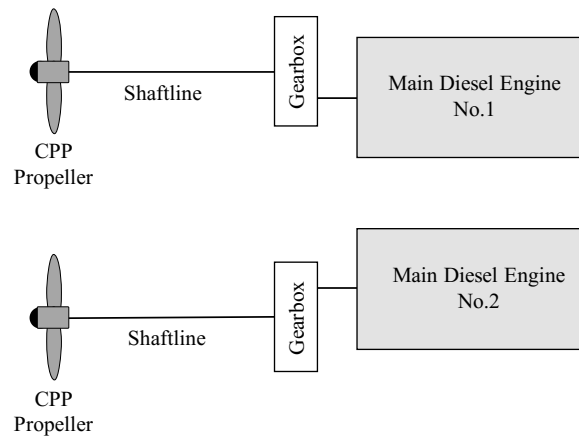 Gearbox
Main Diesel Engine
No.1
Shaftline
CPP
Propeller
Gearbox
Main Diesel Engine
No.2
Shaftline
CPP
Propeller